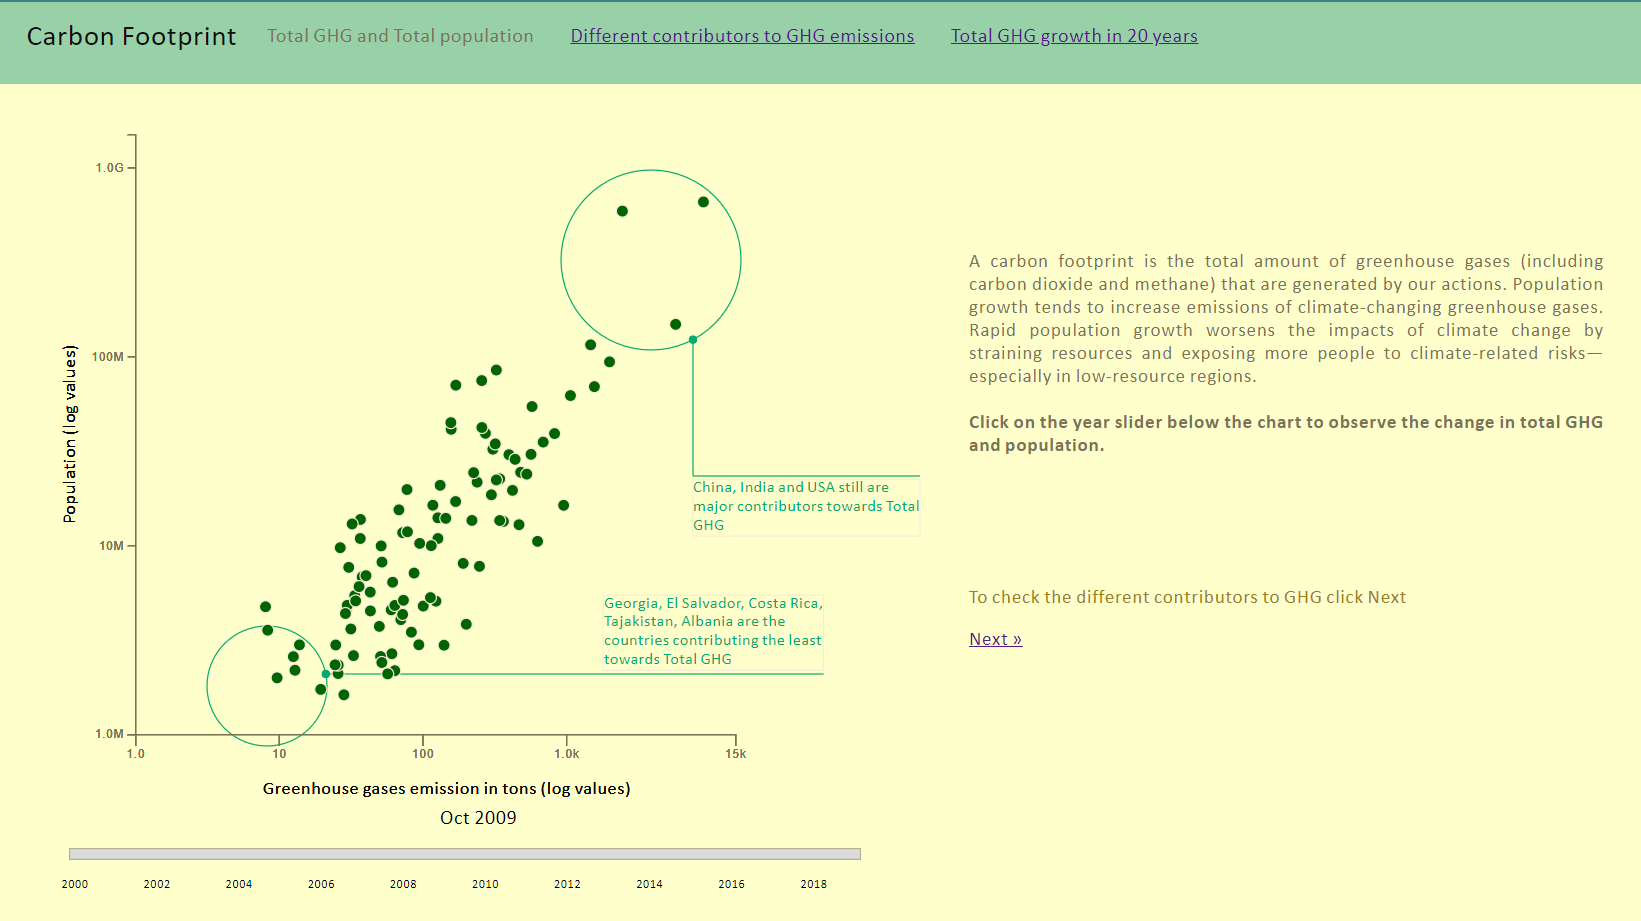 Carbon Footprint
Total GHG and Total population
Different contributors to GHG emissions
Total GHG growth in 20 years
1.0G
100M
10M
1.0M
Population (log values)
1.0
10
100
1.0k
15k
Greenhouse gases emission in tons (log values)
Oct 2009
China, India and USA still are
major contributors towards Total
GHG
Georgia, El Salvador, Costa Rica,
Tajakistan, Albania are the
countries contributing the least
towards Total GHG
2000
2002
2004
2006
2008
2010
2012
2014
2016
2018
A carbon footprint is the total amount of greenhouse gases (including
carbon dioxide and methane) that are generated by our actions. Population
growth tends to increase emissions of climate-changing greenhouse gases.
Rapid population growth worsens the impacts of climate change by
straining resources and exposing more people to climate-related risks—
especially in low-resource regions.
Click on the year slider below the chart to observe the change in total GHG
and population.
To check the different contributors to GHG click Next
Next »